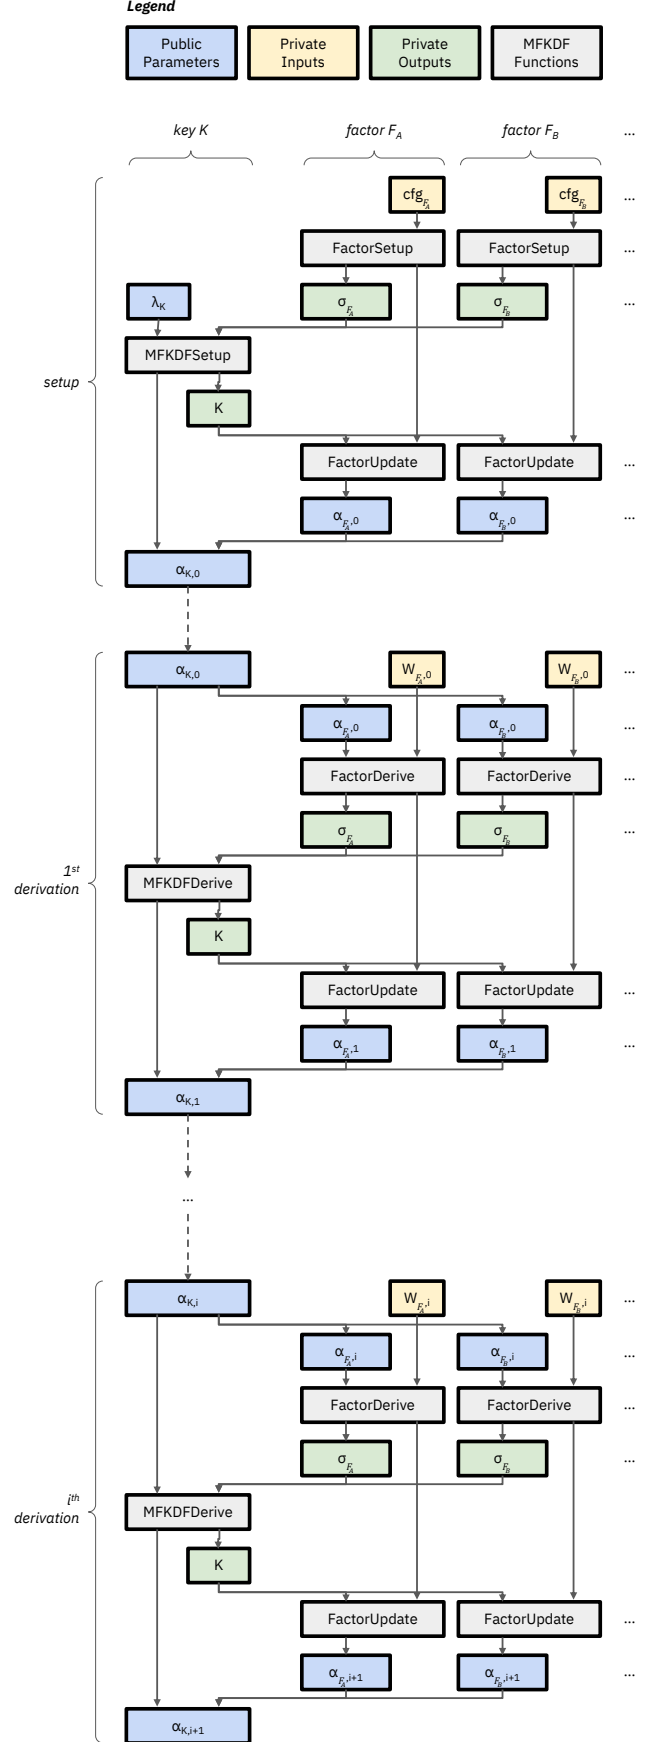 Legend
Public Parameters
Private Inputs
Private Outputs
MFKDF Functions
key K
factor F_A
factor F_B
...
cfg_F_A
cfg_F_B
...
FactorSetup
FactorSetup
...
λ_K
σ_F_A
σ_F_B
...
MFKDFSetup
setup
K
FactorUpdate
FactorUpdate
...
α_F_A,0
α_F_B,0
...
α_K,0
α_K,0
W_F_A,0
W_F_B,0
...
α_F_A,0
α_F_B,0
...
FactorDerive
FactorDerive
...
σ_F_A
σ_F_B
...
1st
derivation
MFKDFDerive
K
FactorUpdate
FactorUpdate
...
α_F_A,1
α_F_B,1
...
α_K,1
...
α_K,i
W_F_A,i
W_F_B,i
...
α_F_A,i
α_F_B,i
...
FactorDerive
FactorDerive
...
σ_F_A
σ_F_B
...
ith
derivation
MFKDFDerive
K
FactorUpdate
FactorUpdate
...
α_F_A,i+1
α_F_B,i+1
...
α_K,i+1